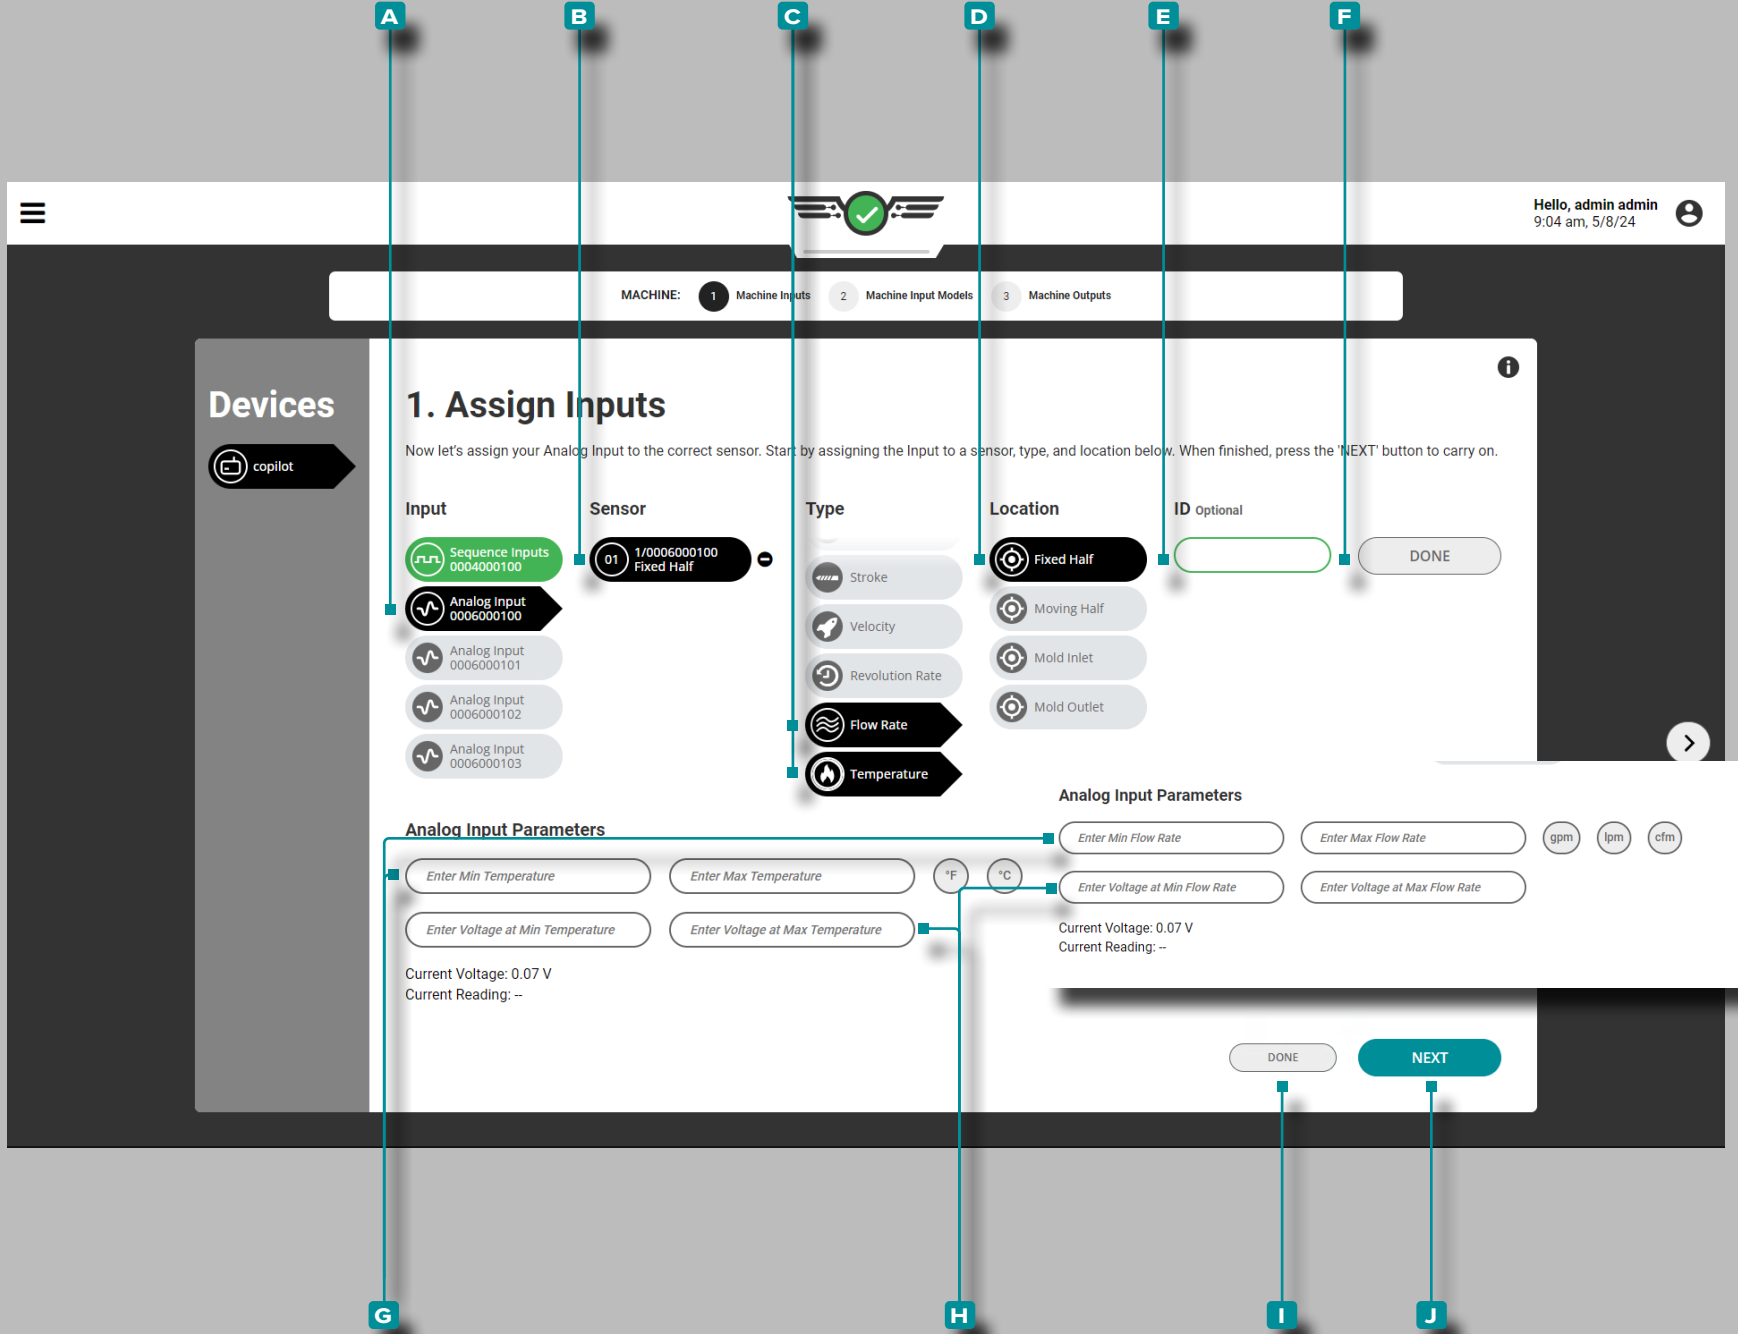 A
B
C
D
E
F
Hello, admin admin
9:04 am, 5/8/24
MACHINE: 1 Machine Inputs 2 Machine Input Models 3 Machine Outputs
Devices
copilot
1. Assign Inputs
Now let's assign your Analog Input to the correct sensor. Start by assigning the Input to a sensor, type, and location below. When finished, press the 'NEXT' button to carry on.
Input
Sequence Inputs
0004000100
Analog Input
0006000100
Analog Input
0006000101
Analog Input
0006000102
Analog Input
0006000103
Sensor
01
1/0006000100
Fixed Half
Type
Stroke
Velocity
Revolution Rate
Flow Rate
Temperature
Location
Fixed Half
Moving Half
Mold Inlet
Mold Outlet
ID Optional
DONE
Analog Input Parameters
Enter Min Temperature
Enter Max Temperature
°F
°C
Enter Voltage at Min Temperature
Enter Voltage at Max Temperature
Current Voltage: 0.07 V
Current Reading: --
Analog Input Parameters
Enter Min Flow Rate
Enter Max Flow Rate
gpm
lpm
cfm
Enter Voltage at Min Flow Rate
Enter Voltage at Max Flow Rate
Current Voltage: 0.07 V
Current Reading: --
DONE
NEXT
G
H
I
J